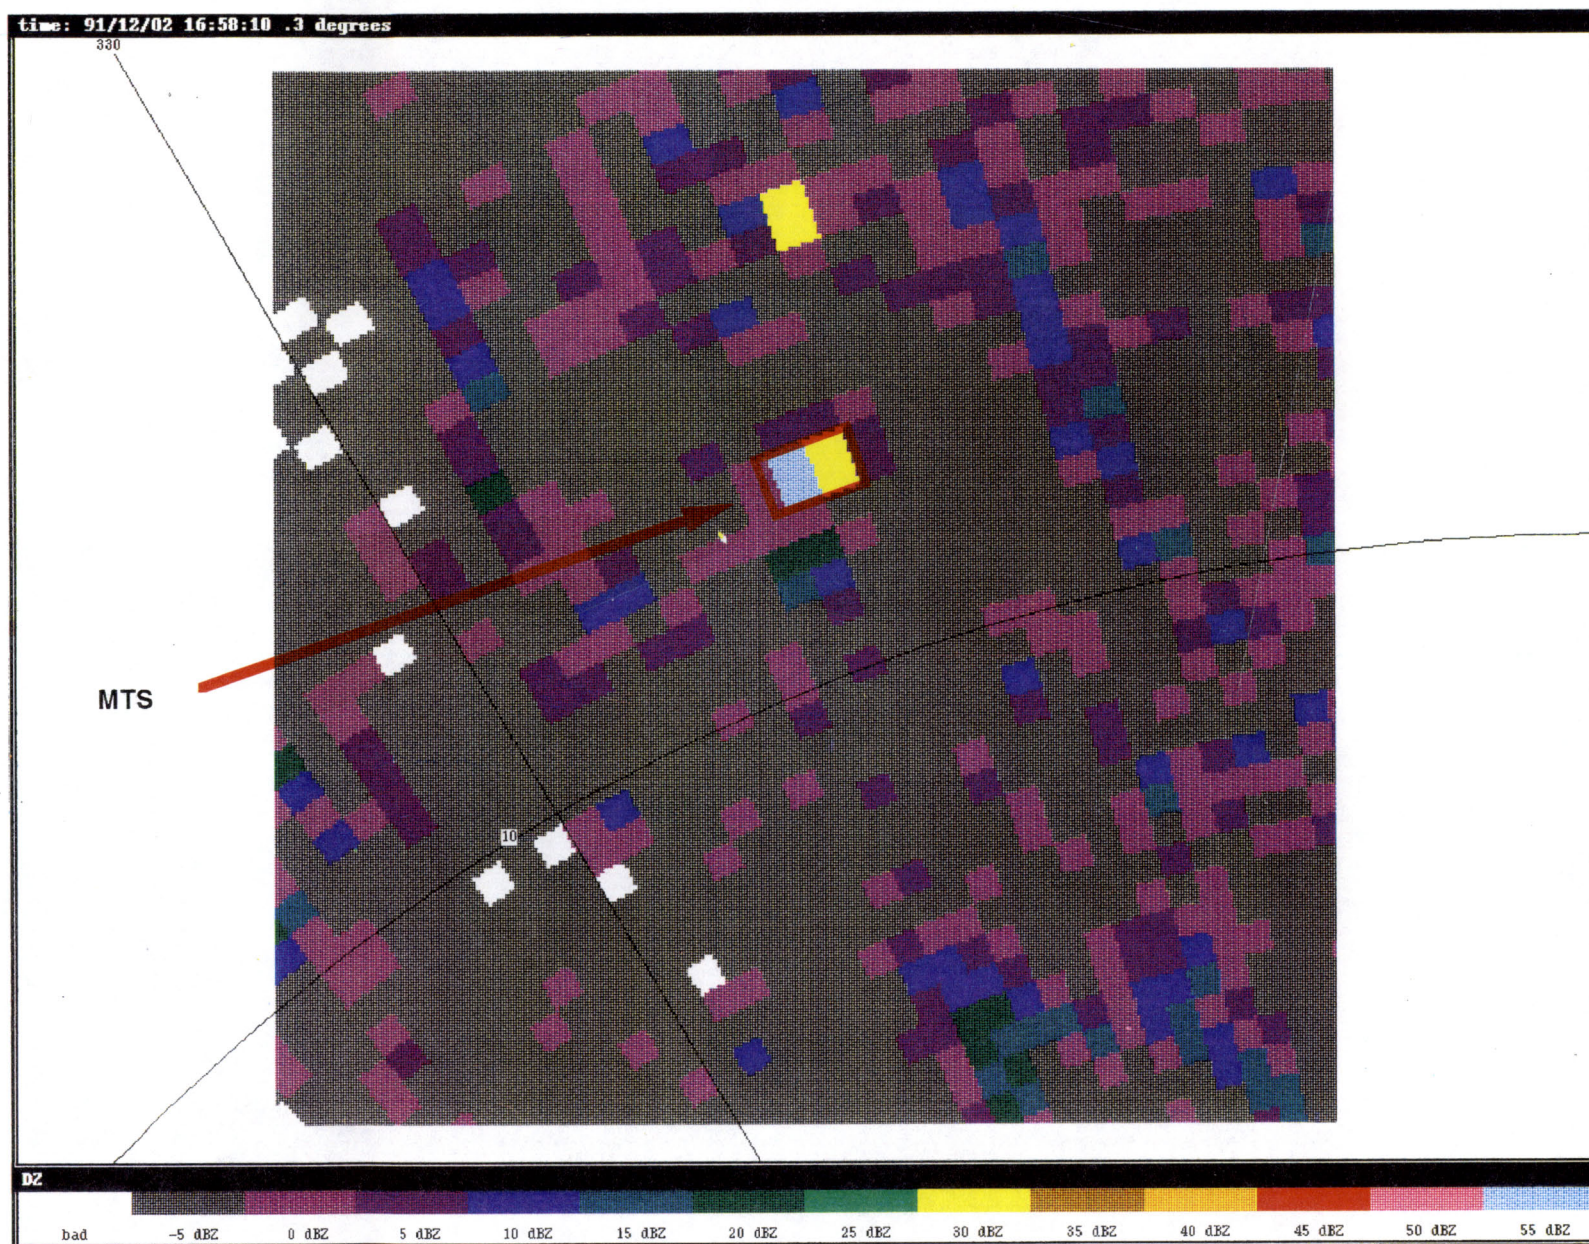 time: 91/12/02 16:58:10 .3 degrees
330
MTS
10
DZ
bad -5 dBZ 0 dBZ 5 dBZ 10 dBZ 15 dBZ 20 dBZ 25 dBZ 30 dBZ 35 dBZ 40 dBZ 45 dBZ 50 dBZ 55 dBZ